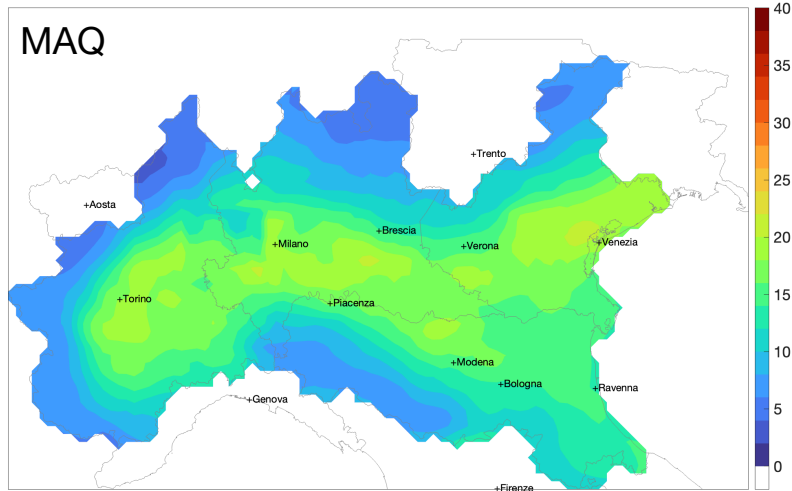 MAQ
40
35
30
25
20
15
10
5
0
+Trento
+Aosta
+Brescia
+Milano
+Verona
+Venezia
+Torino
+Piacenza
+Modena
+Bologna
+Ravenna
+Genova
+Firenze